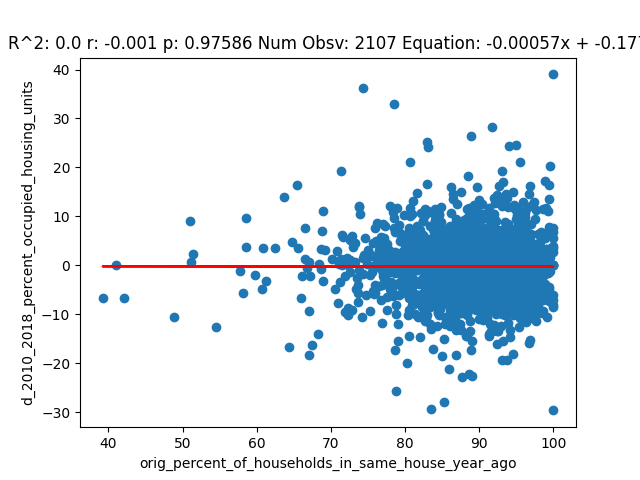 R^2: 0.0 r: -0.001 p: 0.97586 Num Obsv: 2107 Equation: -0.00057x + -0.177
40
30
20
10
0
−10
−20
−30
d_2010_2018_percent_occupied_housing_units
40 50 60 70 80 90 100
orig_percent_of_households_in_same_house_year_ago